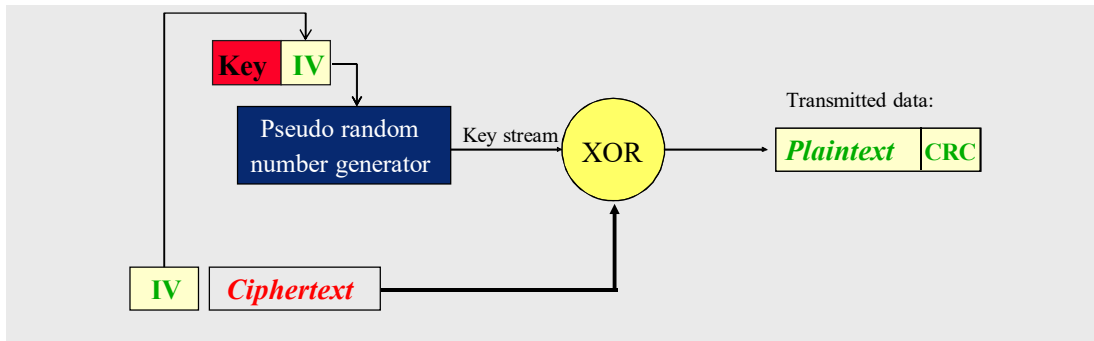 Key IV
Transmitted data:
Pseudo random
number generator
Key stream
XOR
Plaintext CRC
IV Ciphertext